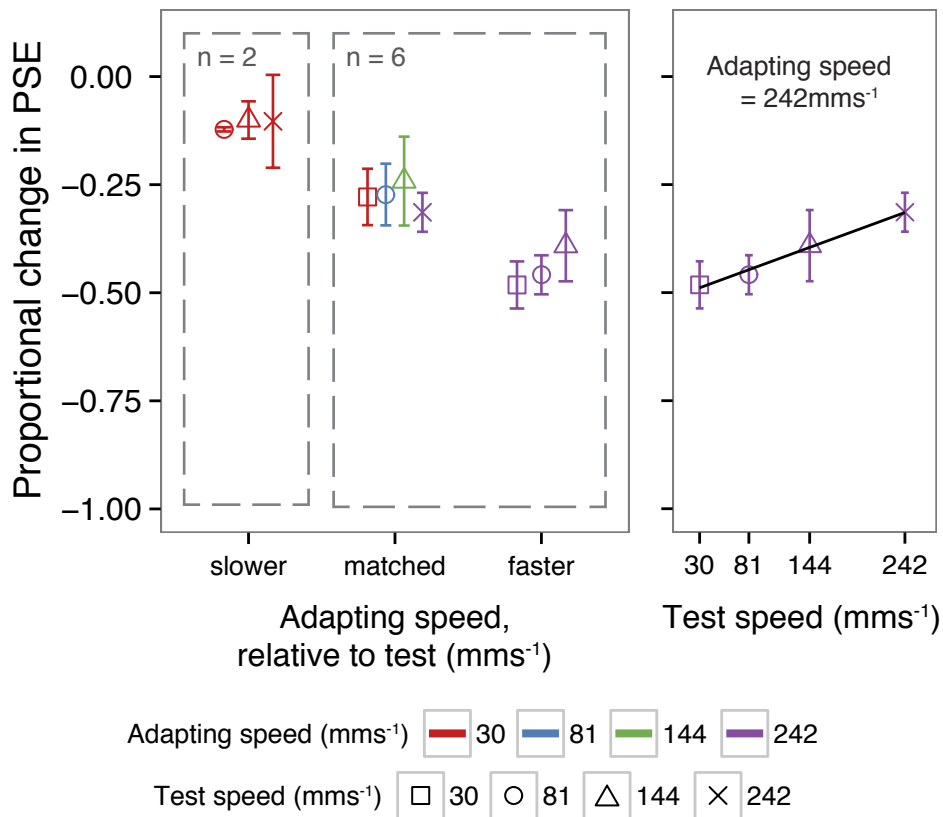 Proportional change in PSE
0.00
−0.25
−0.50
−0.75
−1.00
n = 2
n = 6
slower
matched
faster
Adapting speed,
relative to test (mms⁻¹)
Adapting speed
= 242mms⁻¹
30
81
144
242
Test speed (mms⁻¹)
Adapting speed (mms⁻¹) 30 81 144 242
Test speed (mms⁻¹) 30 81 144 242